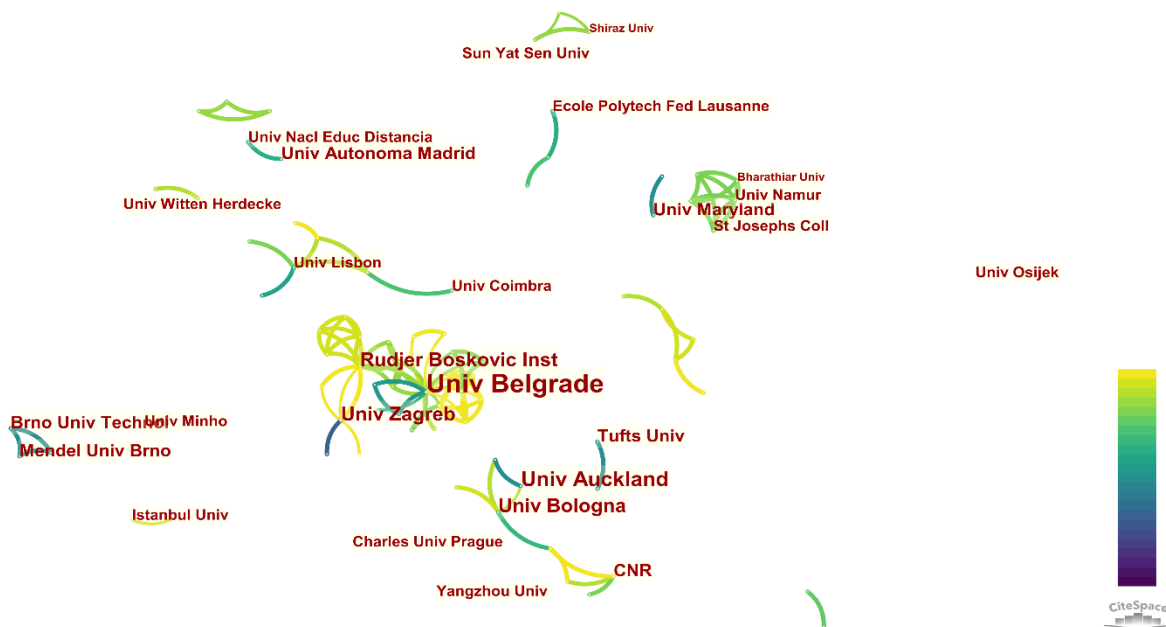 Shiraz Univ
Sun Yat Sen Univ
Ecole Polytech Fed Lausanne
Univ Nacl Educ Distancia
Univ Autonoma Madrid
Bharathiar Univ
Univ Namur
Univ Witten Herdecke
Univ Maryland
St Josephs Coll
Univ Lisbon
Univ Osijek
Univ Coimbra
Rudjer Boskovic Inst
Univ Belgrade
Univ Zagreb
Brno Univ Technol
Univ Minho
Tufts Univ
Mendel Univ Brno
Univ Auckland
Univ Bologna
Istanbul Univ
Charles Univ Prague
CNR
Yangzhou Univ
CiteSpace